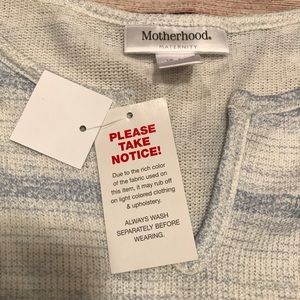 Motherhood.
MATERNITY
PLEASE
TAKE
NOTICE!
Due to the rich color
of the fabric used on
this item, it may rub off
on light colored clothing
& upholstery.
ALWAYS WASH
SEPARATELY BEFORE
WEARING.